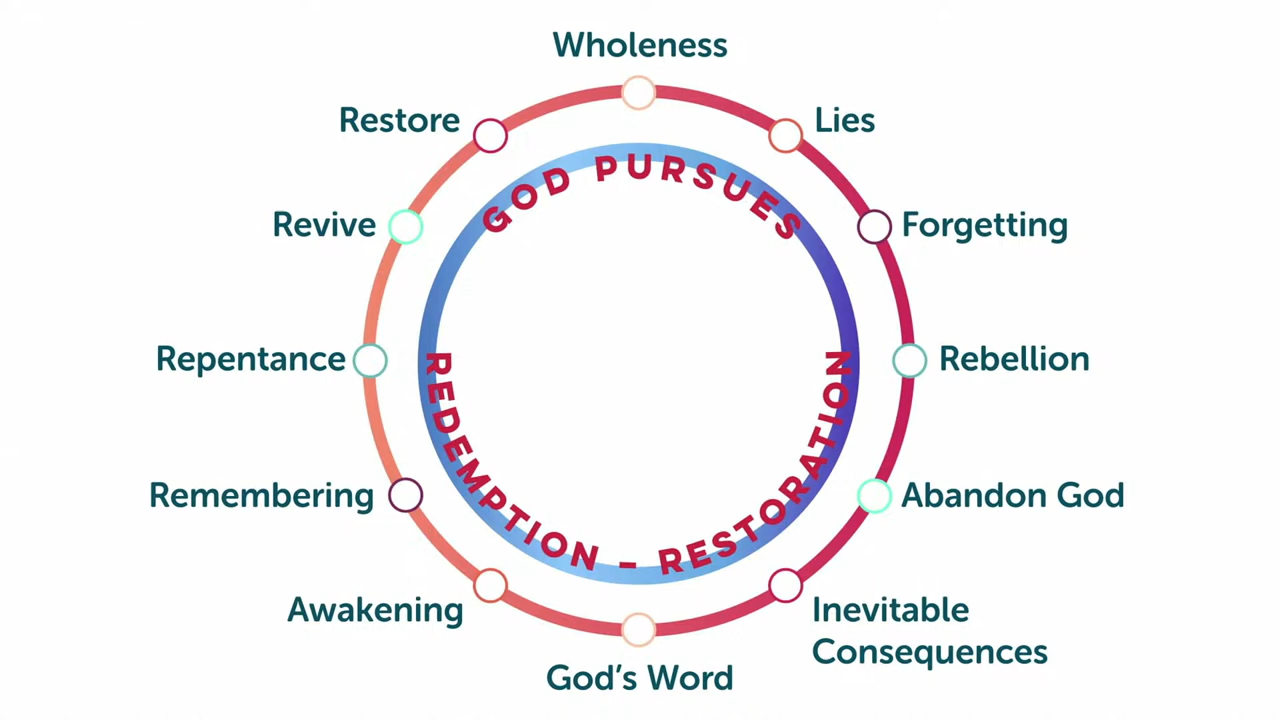 Wholeness
Lies
Forgetting
Rebellion
Abandon God
Inevitable
Consequences
God's Word
Awakening
Remembering
Repentance
Revive
Restore
GOD PURSUES
REDEMPTION – RESTORATION